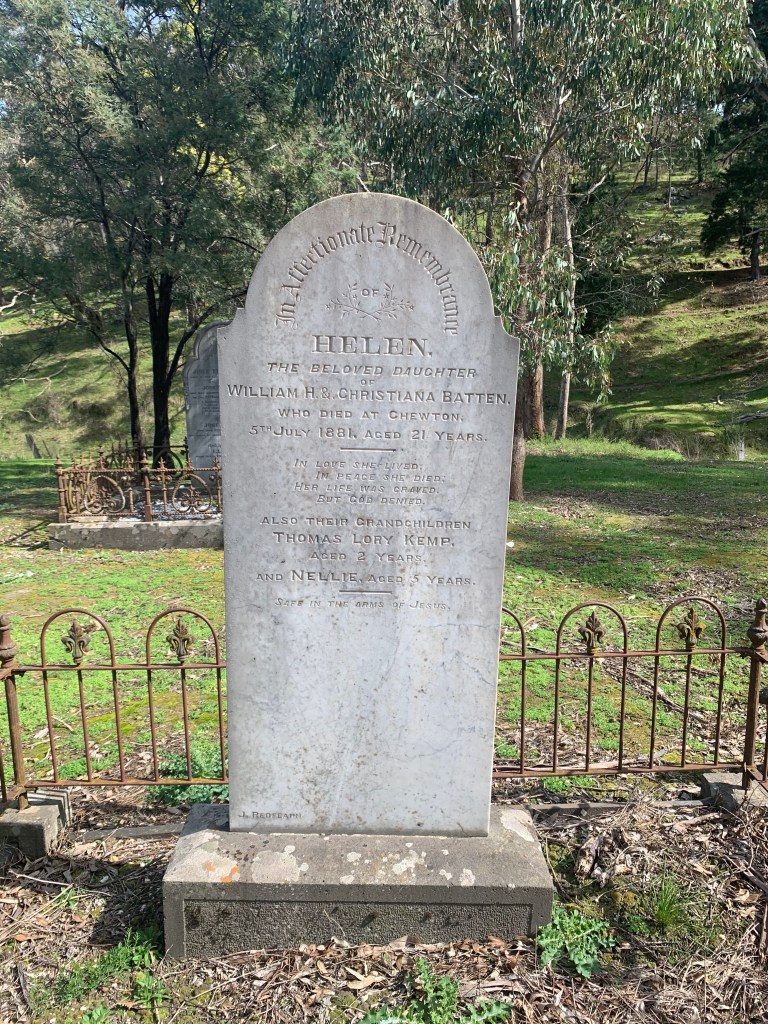 In Affectionate Remembrance
OF
HELEN,
THE BELOVED DAUGHTER
OF
WILLIAM H. & CHRISTIANA BATTEN,
WHO DIED AT CHEWTON,
5TH JULY 1881, AGED 21 YEARS.
IN LOVE SHE LIVED;
IN PEACE SHE DIED.
HER LIFE WAS CRAVED,
BUT GOD DENIED.
ALSO THEIR GRANDCHILDREN
THOMAS LORY KEMP,
AGED 2 YEARS.
AND NELLIE, AGED 5 YEARS.
SAFE IN THE ARMS OF JESUS.